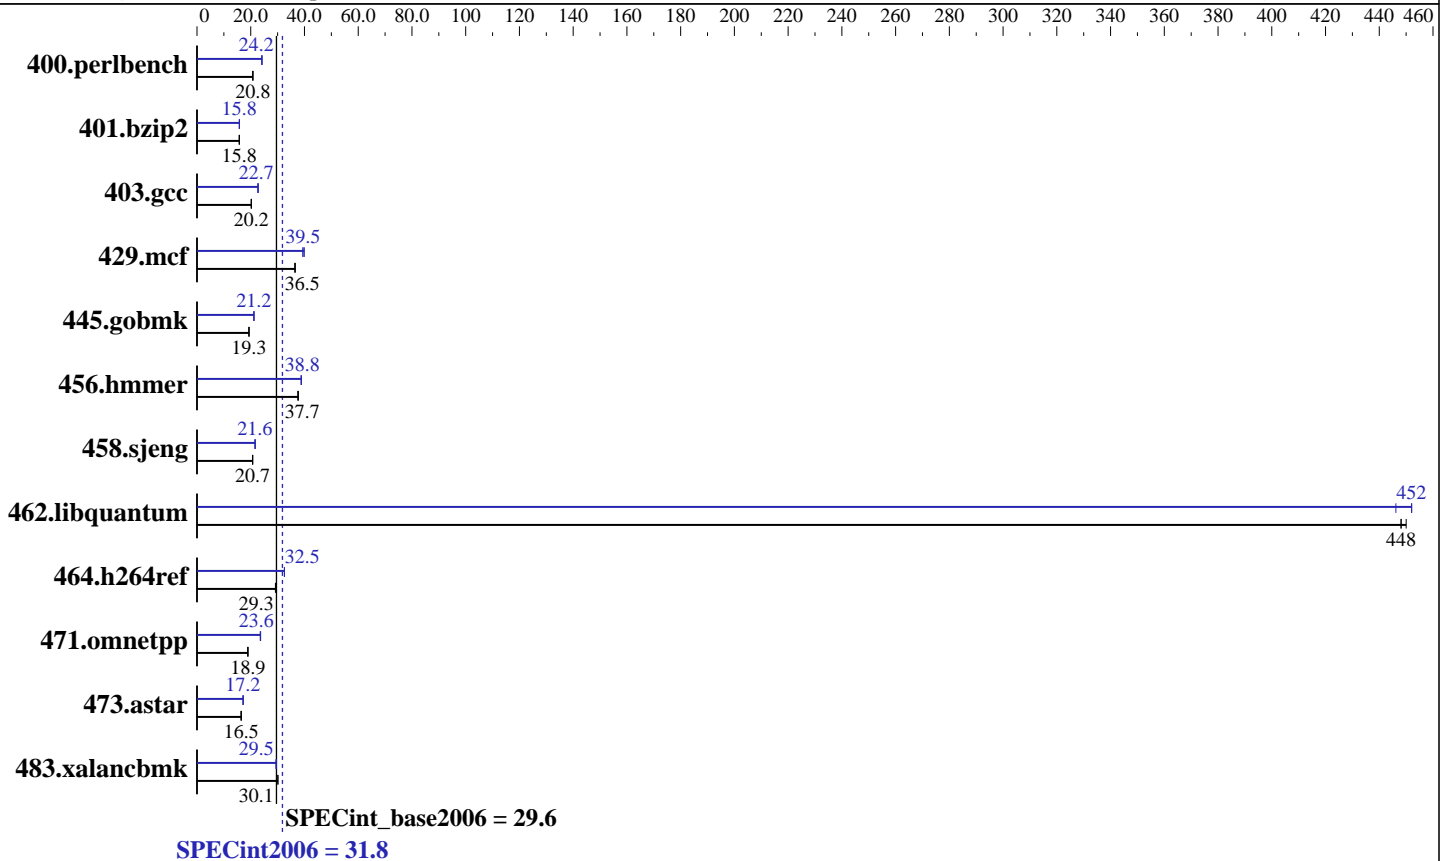 0 20.0 40.0 60.0 80.0 100 120 140 160 180 200 220 240 260 280 300 320 340 360 380 400 420 440 460
24.2
400.perlbench
20.8
15.8
401.bzip2
15.8
22.7
403.gcc
20.2
39.5
429.mcf
36.5
21.2
445.gobmk
19.3
38.8
456.hmmer
37.7
21.6
458.sjeng
20.7
452
462.libquantum
448
32.5
464.h264ref
29.3
23.6
471.omnetpp
18.9
17.2
473.astar
16.5
29.5
483.xalancbmk
30.1
SPECint_base2006 = 29.6
SPECint2006 = 31.8